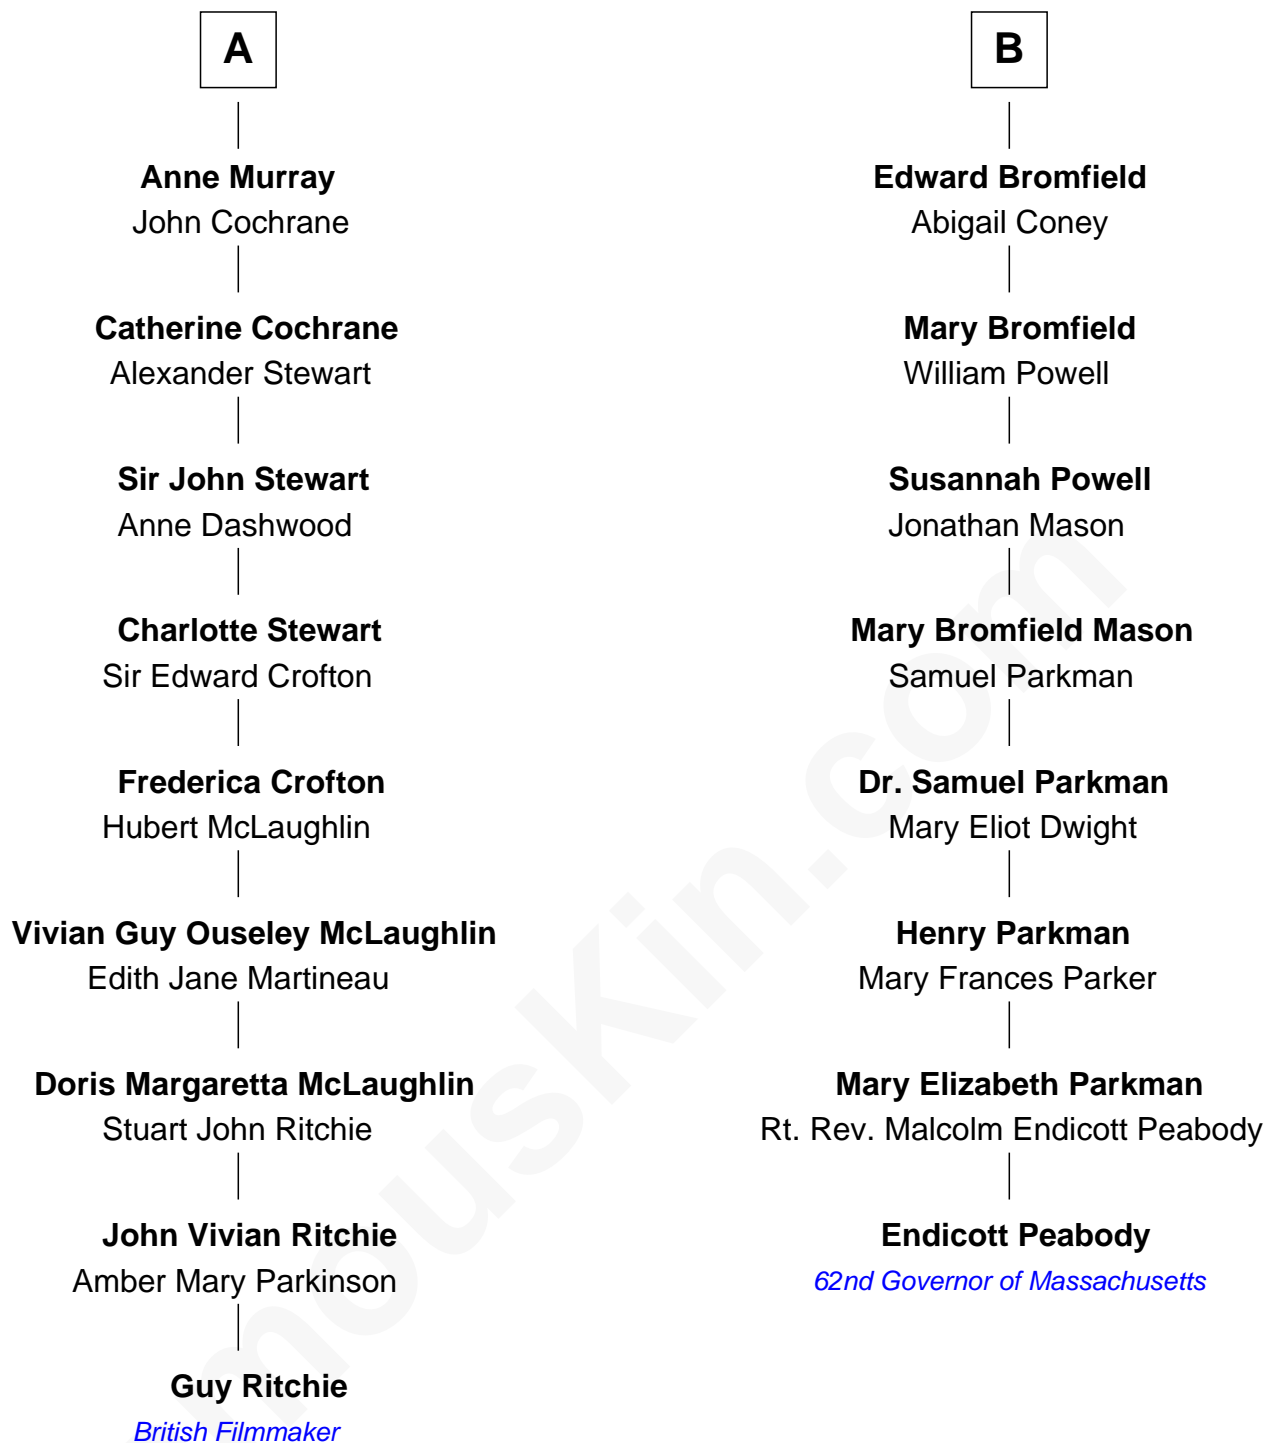 A
Anne Murray
John Cochrane
Catherine Cochrane
Alexander Stewart
Sir John Stewart
Anne Dashwood
Charlotte Stewart
Sir Edward Crofton
Frederica Crofton
Hubert McLaughlin
Vivian Guy Ouseley McLaughlin
Edith Jane Martineau
Doris Margaretta McLaughlin
Stuart John Ritchie
John Vivian Ritchie
Amber Mary Parkinson
Guy Ritchie
British Filmmaker
B
Edward Bromfield
Abigail Coney
Mary Bromfield
William Powell
Susannah Powell
Jonathan Mason
Mary Bromfield Mason
Samuel Parkman
Dr. Samuel Parkman
Mary Eliot Dwight
Henry Parkman
Mary Frances Parker
Mary Elizabeth Parkman
Rt. Rev. Malcolm Endicott Peabody
Endicott Peabody
62nd Governor of Massachusetts
mousKin.com